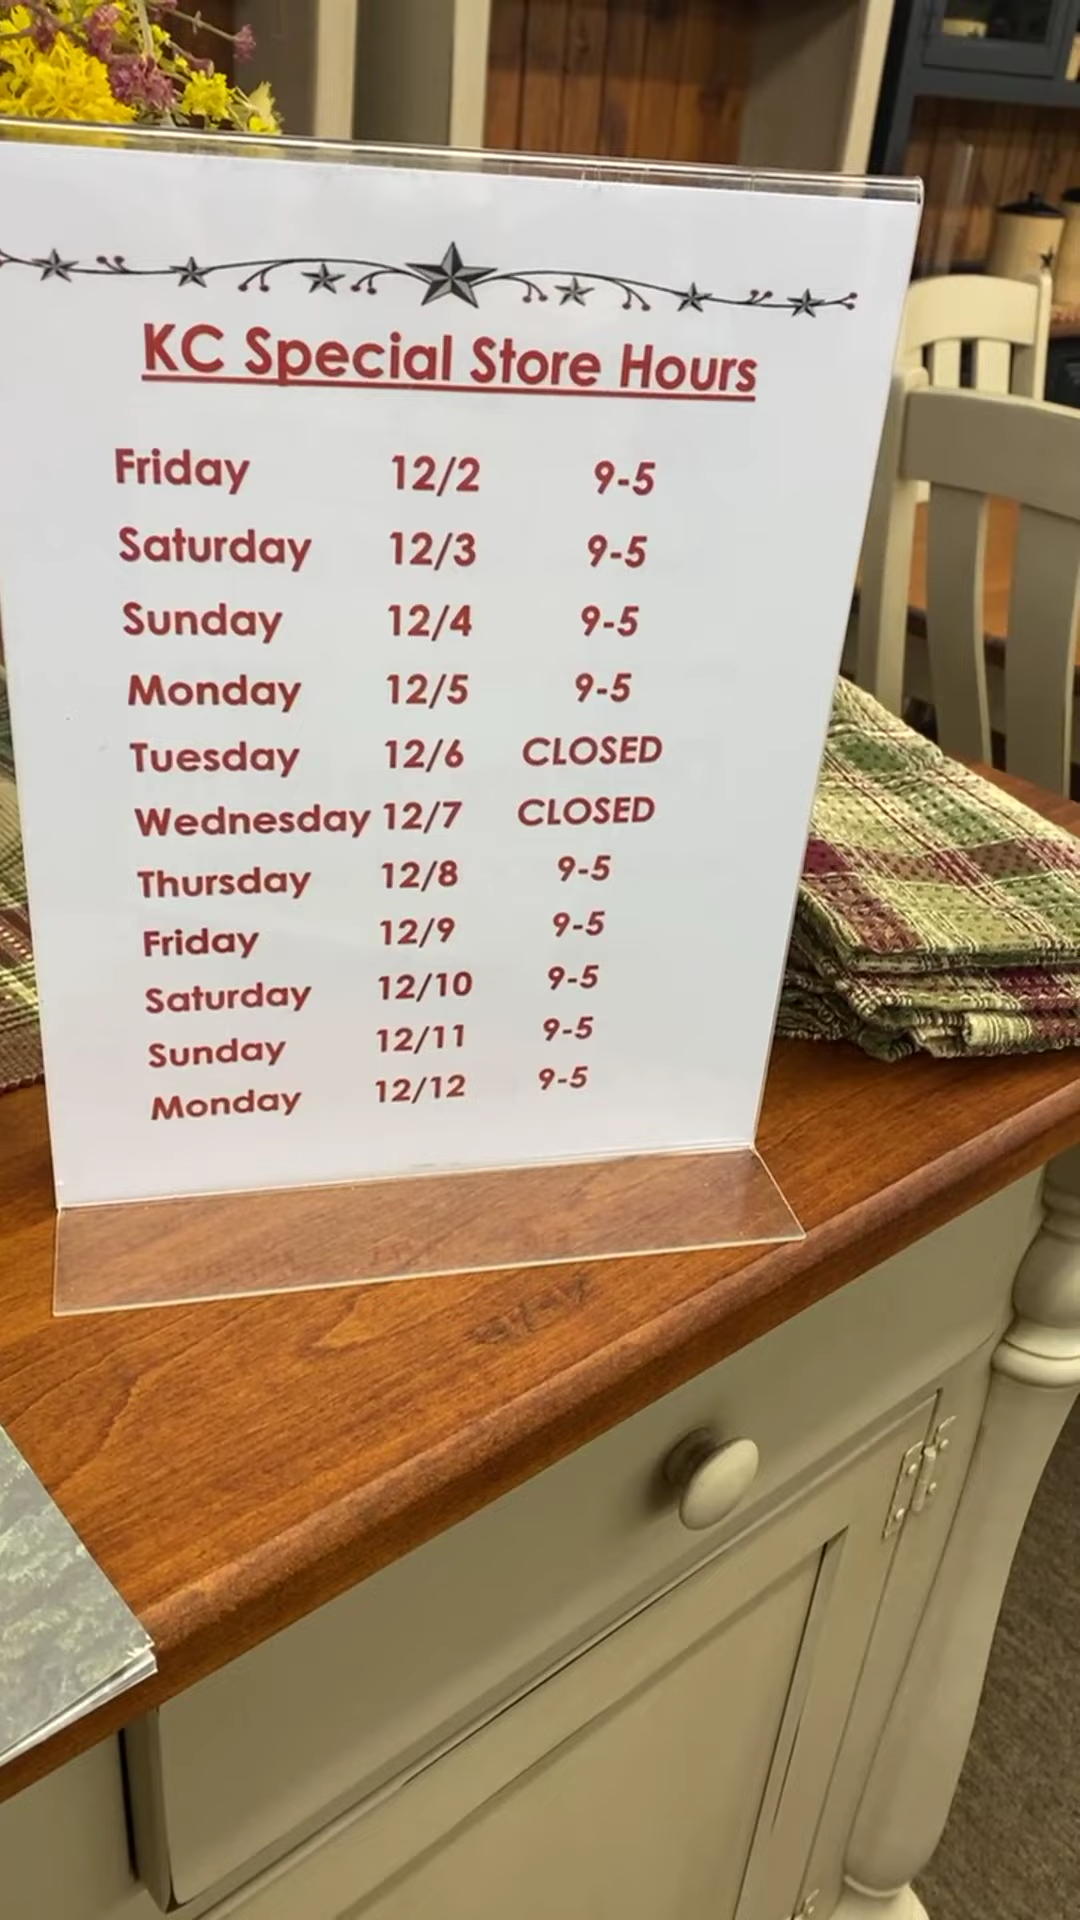 KC Special Store Hours
Friday 12/2 9-5
Saturday 12/3 9-5
Sunday 12/4 9-5
Monday 12/5 9-5
Tuesday 12/6 CLOSED
Wednesday 12/7 CLOSED
Thursday 12/8 9-5
Friday 12/9 9-5
Saturday 12/10 9-5
Sunday 12/11 9-5
Monday 12/12 9-5